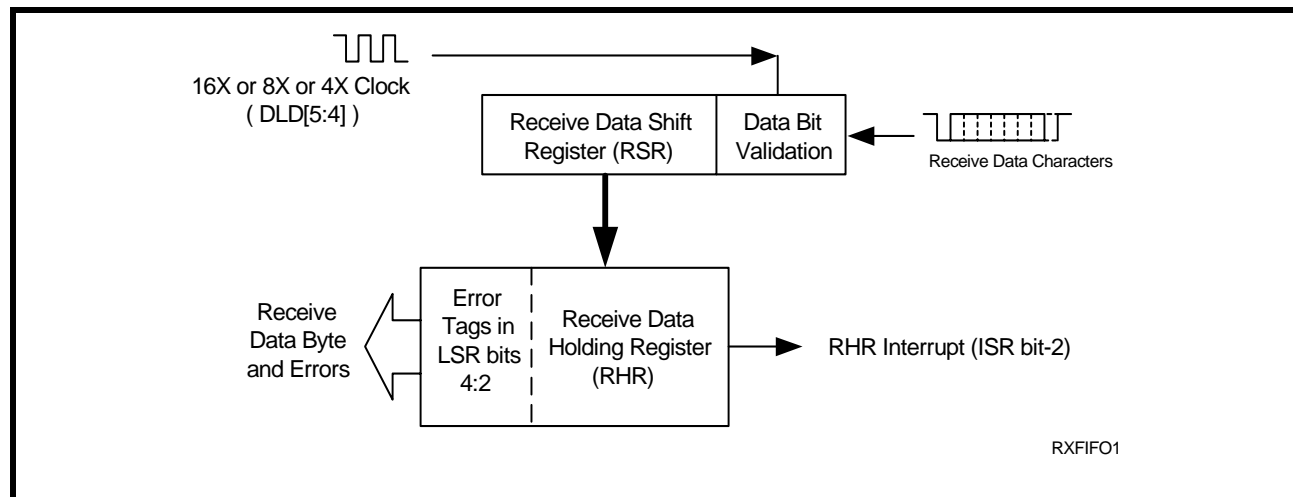 16X or 8X or 4X Clock
( DLD[5:4] )
Receive Data Shift
Register (RSR)
Data Bit
Validation
Receive Data Characters
Receive
Data Byte
and Errors
Error
Tags in
LSR bits
4:2
Receive Data
Holding Register
(RHR)
RHR Interrupt (ISR bit-2)
RXFIFO1